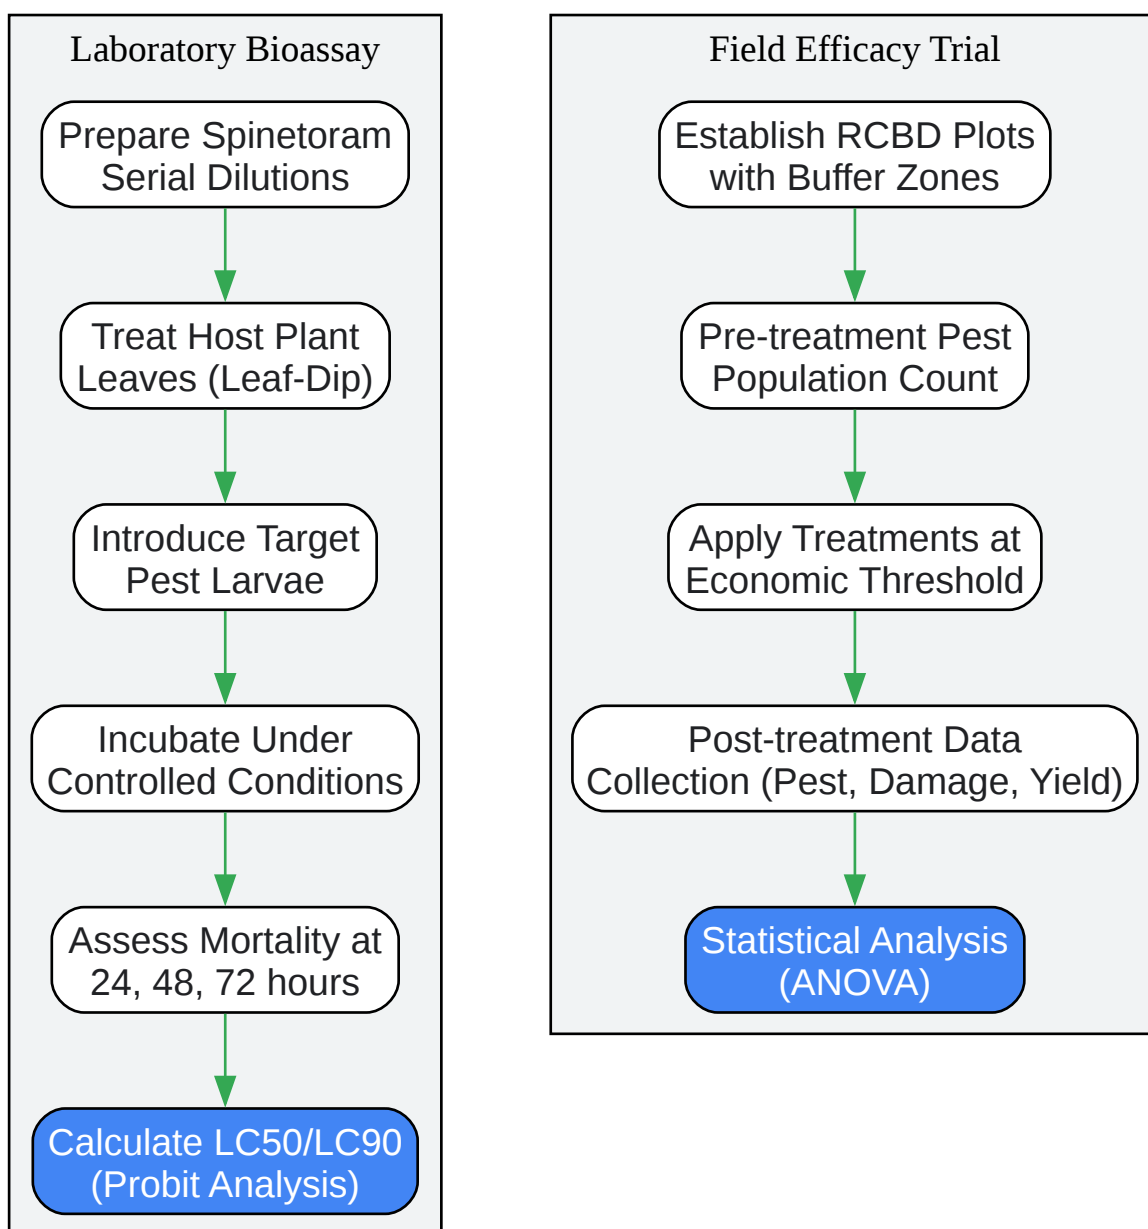 Laboratory Bioassay
Prepare Spinetoram
Serial Dilutions
Treat Host Plant
Leaves (Leaf-Dip)
Introduce Target
Pest Larvae
Incubate Under
Controlled Conditions
Assess Mortality at
24, 48, 72 hours
Calculate LC50/LC90
(Probit Analysis)
Field Efficacy Trial
Establish RCBD Plots
with Buffer Zones
Pre-treatment Pest
Population Count
Apply Treatments at
Economic Threshold
Post-treatment Data
Collection (Pest, Damage, Yield)
Statistical Analysis
(ANOVA)